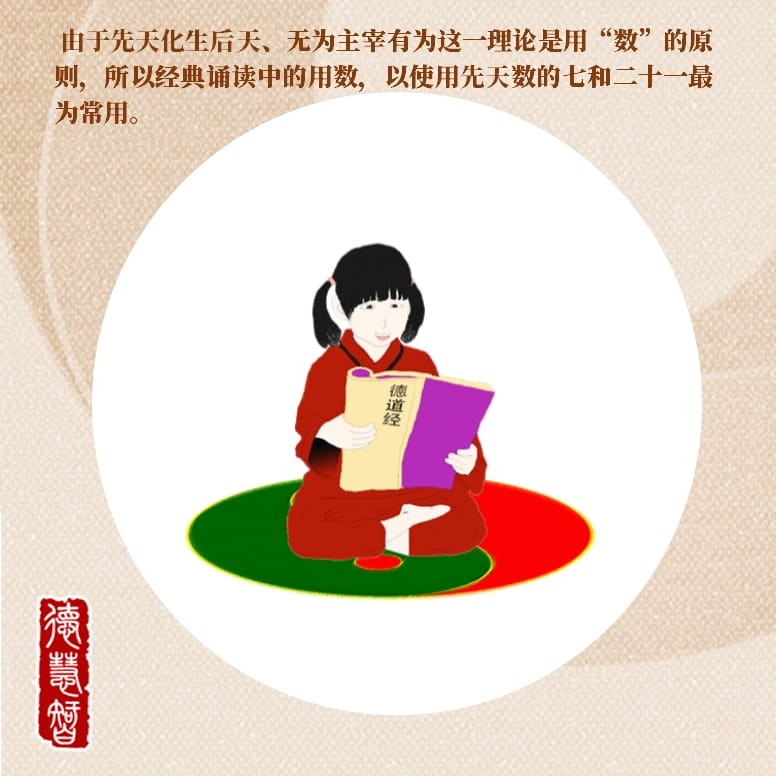 由于先天化生后天、无为主宰有为这一理论是用“数”的原
则，所以经典诵读中的用数，以使用先天数的七和二十一最
为常用。
德道经
德慧智